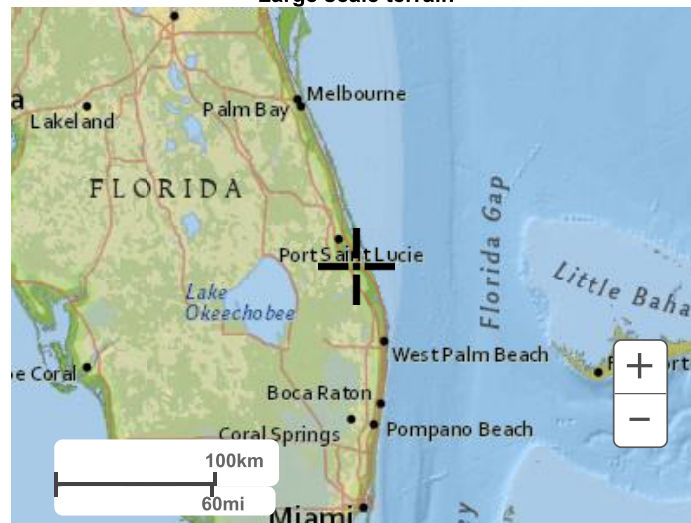 Large scale terrain
Melbourne
Palm Bay
Lakeland
FLORIDA
Florida Gap
Port Saint Lucie
Little Baha
Lake
Okeechobee
West Palm Beach
e Coral
Boca Raton
Coral Springs
Pompano Beach
100km
60mi
Miami
+
−